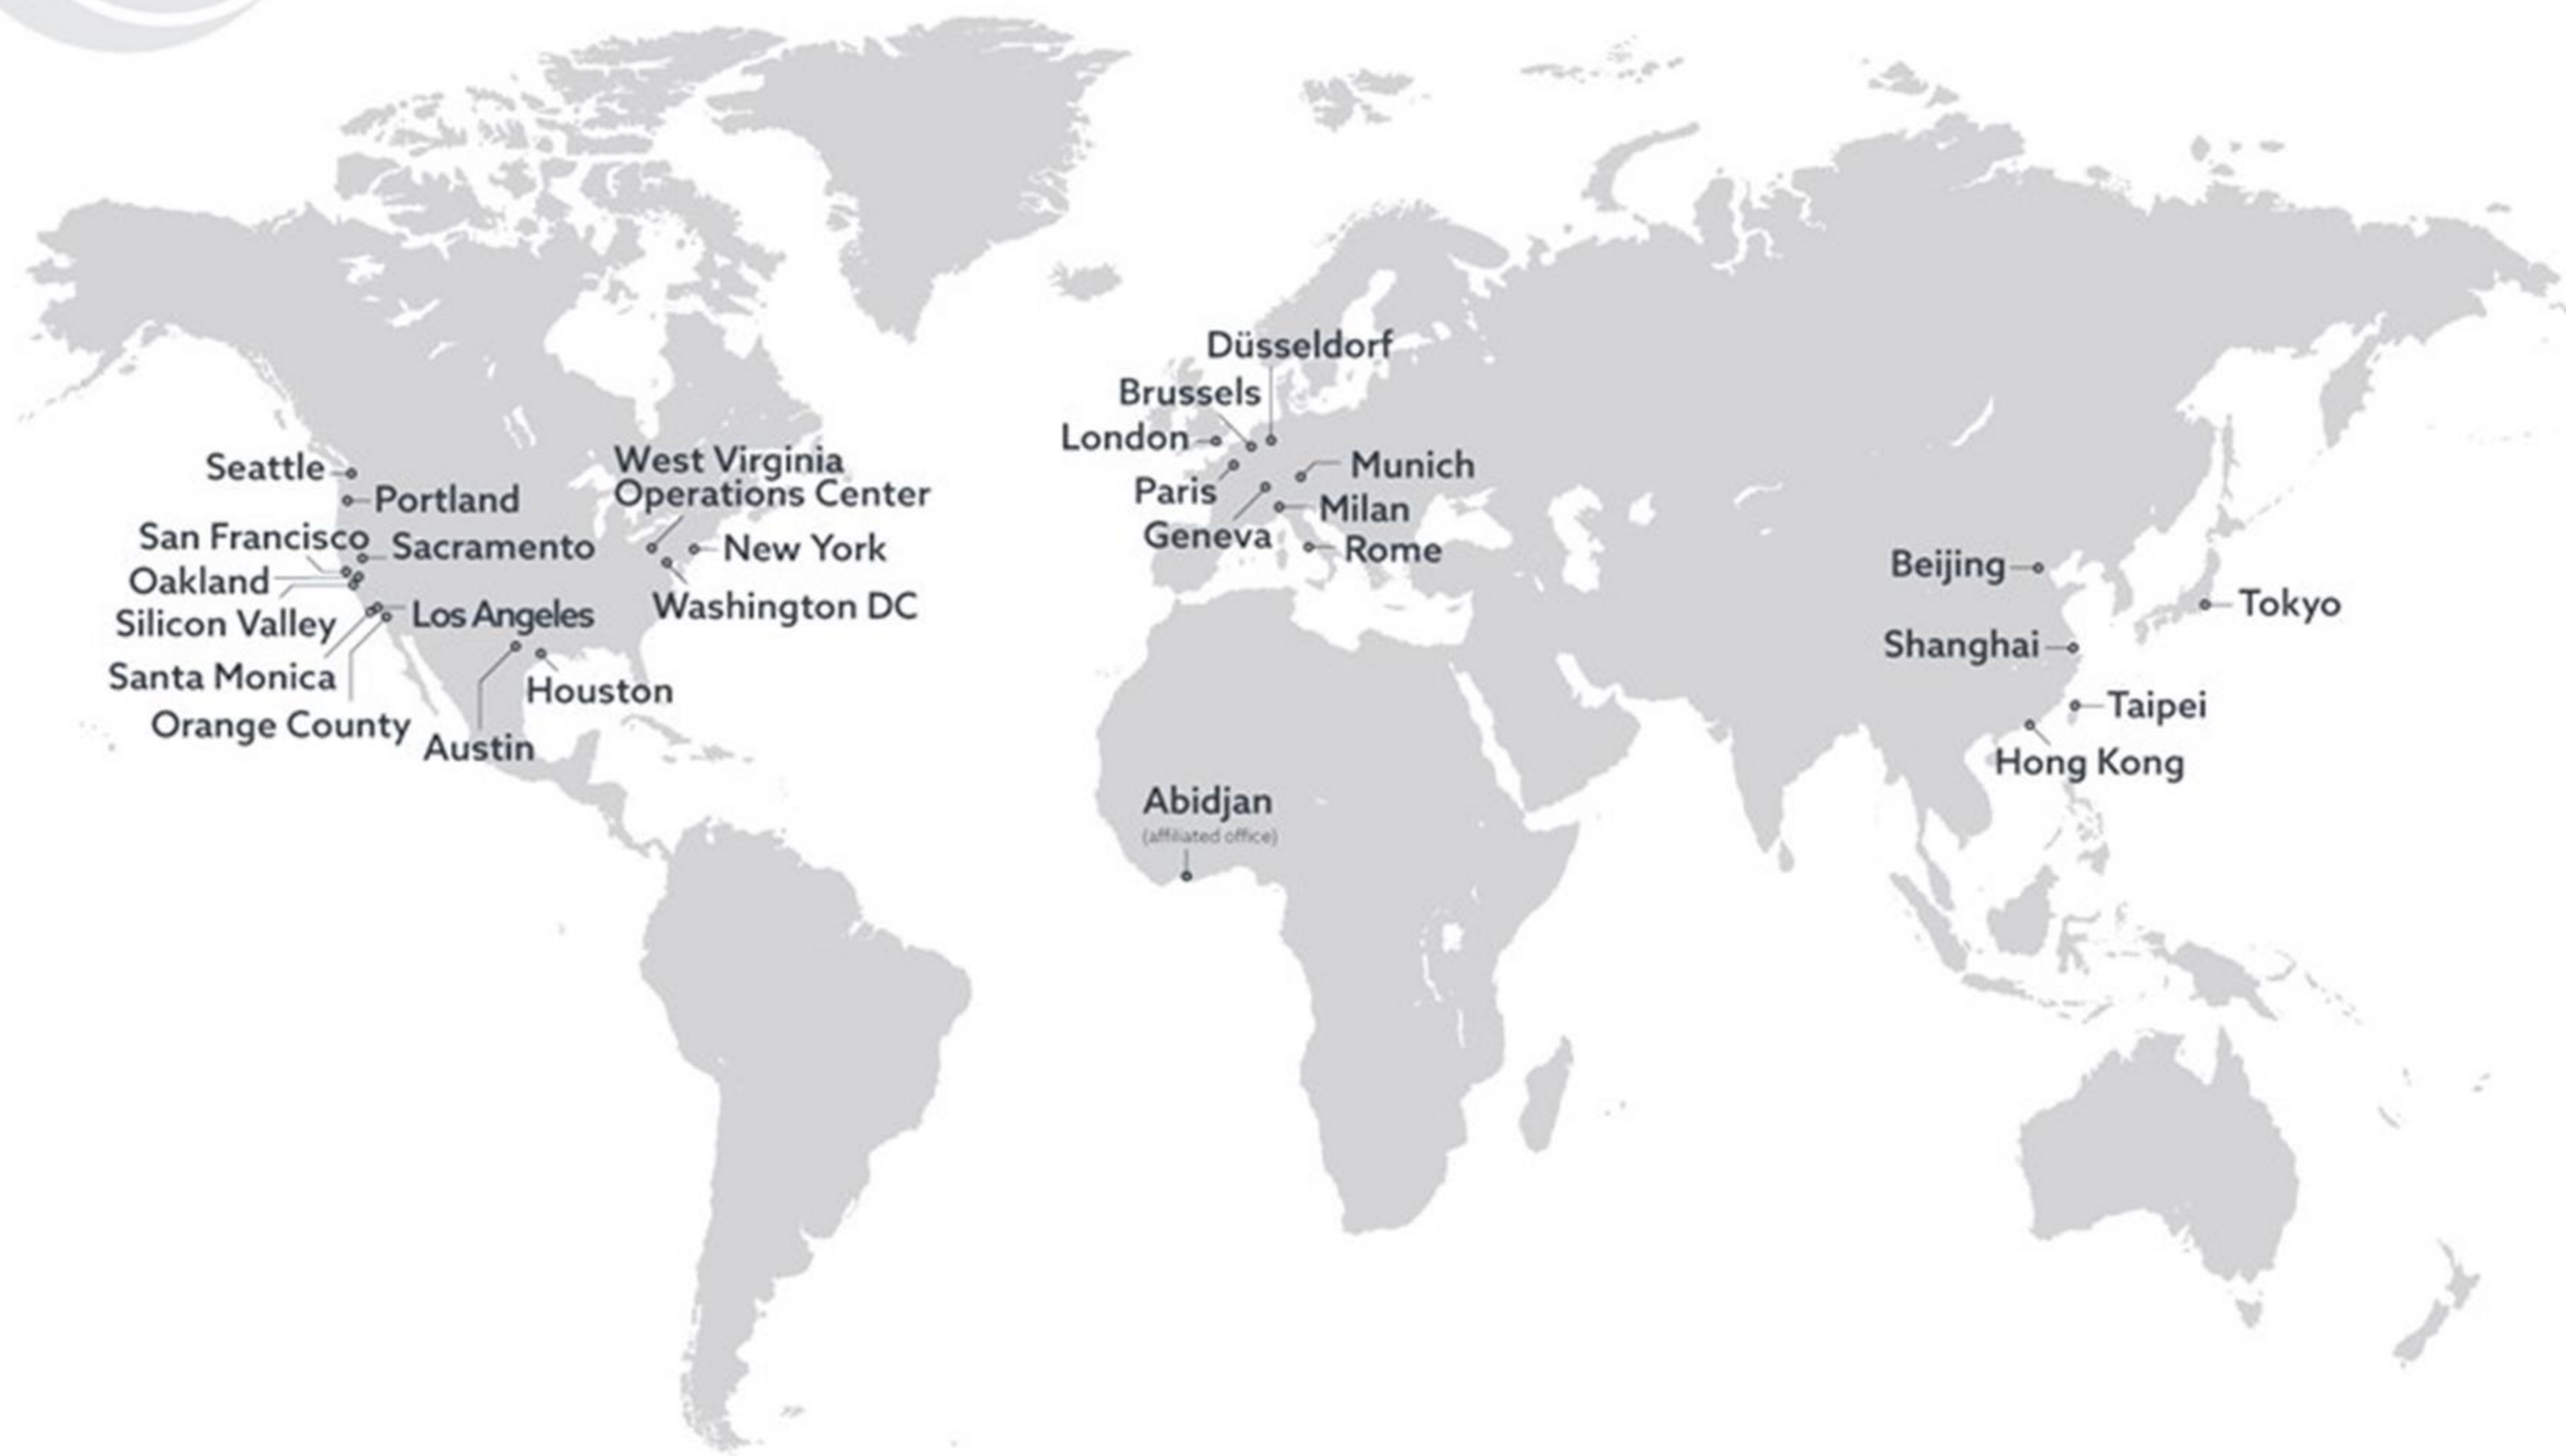 Seattle
Portland
San Francisco
Sacramento
Oakland
Silicon Valley
Los Angeles
Santa Monica
Orange County
Austin
Houston
West Virginia
Operations Center
New York
Washington DC
Düsseldorf
Brussels
London
Paris
Munich
Geneva
Milan
Rome
Abidjan
(affiliated office)
Beijing
Tokyo
Shanghai
Taipei
Hong Kong